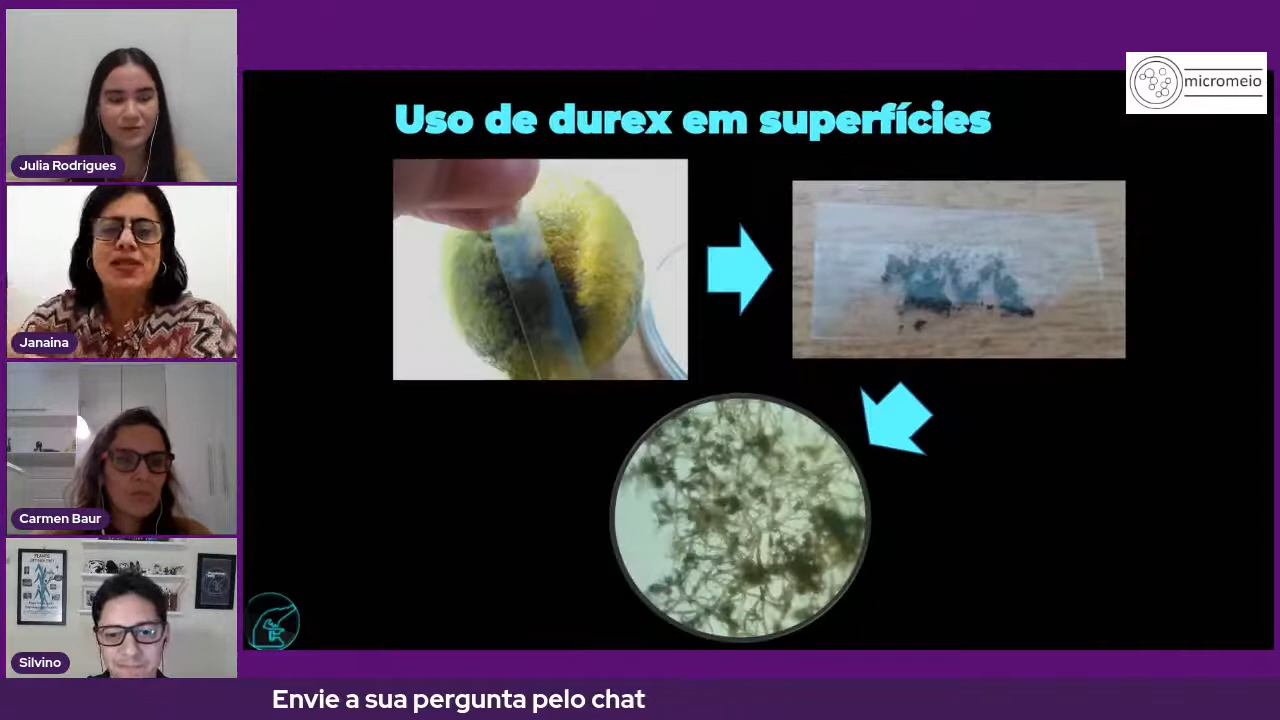 Uso de durex em superfícies
micromeio
Julia Rodrigues
Janaina
Carmen Baur
Silvino
Envie a sua pergunta pelo chat